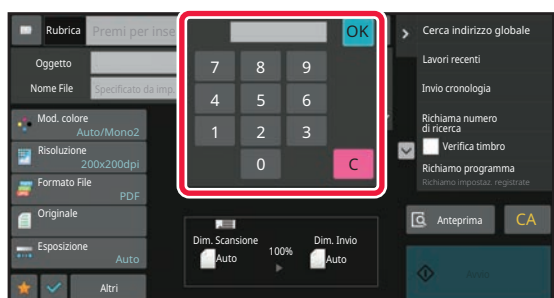 Rubrica
Premi per inse
OK
Cerca indirizzo globale
Oggetto
Lavori recenti
Nome File
Specificato da imp.
Invio cronologia
7 8 9
4 5 6
1 2 3
0 C
Mod. colore
Auto/Mono2
Richiama numero
di ricerca
Verifica timbro
Risoluzione
200x200dpi
Richiamo programma
Richiamo impostaz. registrate
Formato File
PDF
Originale
Anteprima
CA
Dim. Scansione
Auto
100%
Dim. Invio
Auto
Esposizione
Auto
Altri